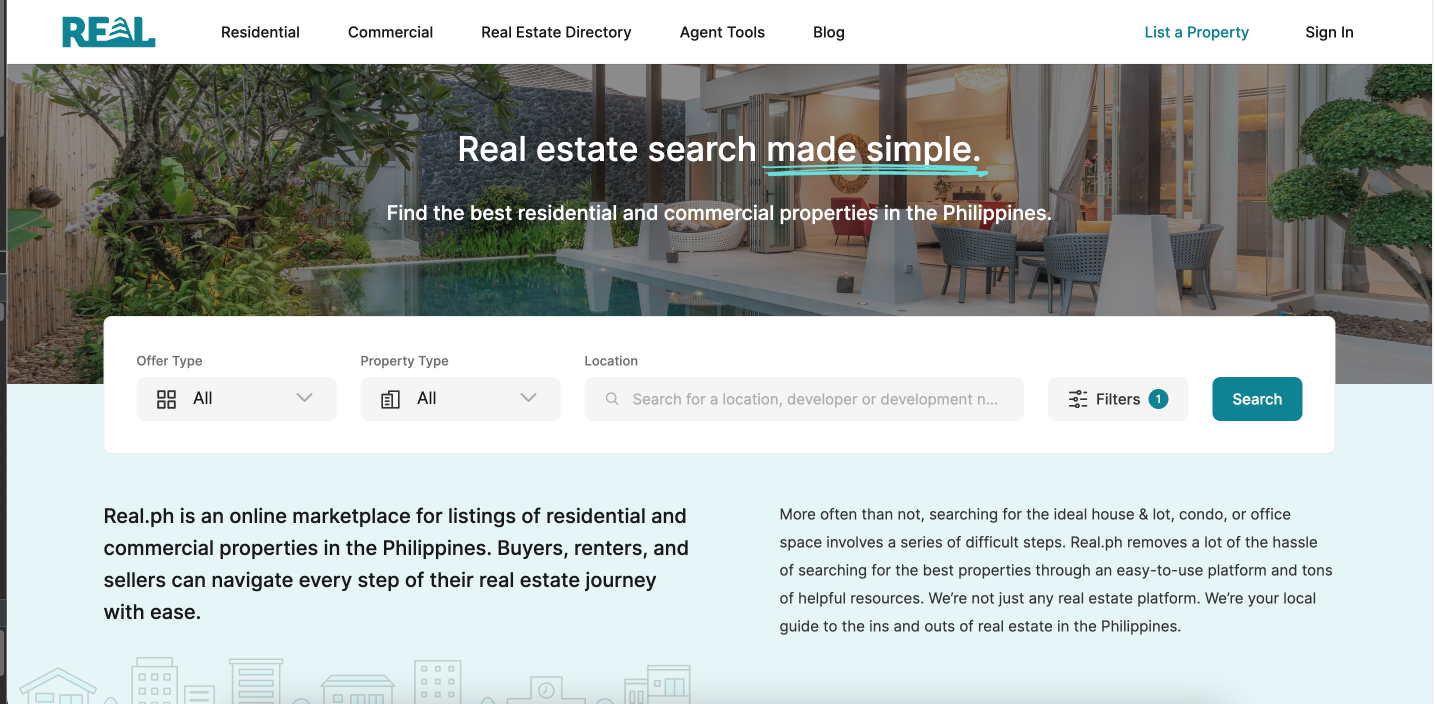 REAL
Residential
Commercial
Real Estate Directory
Agent Tools
Blog
List a Property
Sign In
Real estate search made simple.
Find the best residential and commercial properties in the Philippines.
Offer Type
Property Type
Location
All
All
Search for a location, developer or development n...
Filters 1
Search
Real.ph is an online marketplace for listings of residential and
commercial properties in the Philippines. Buyers, renters, and
sellers can navigate every step of their real estate journey
with ease.
More often than not, searching for the ideal house & lot, condo, or office
space involves a series of difficult steps. Real.ph removes a lot of the hassle
of searching for the best properties through an easy-to-use platform and tons
of helpful resources. We’re not just any real estate platform. We’re your local
guide to the ins and outs of real estate in the Philippines.